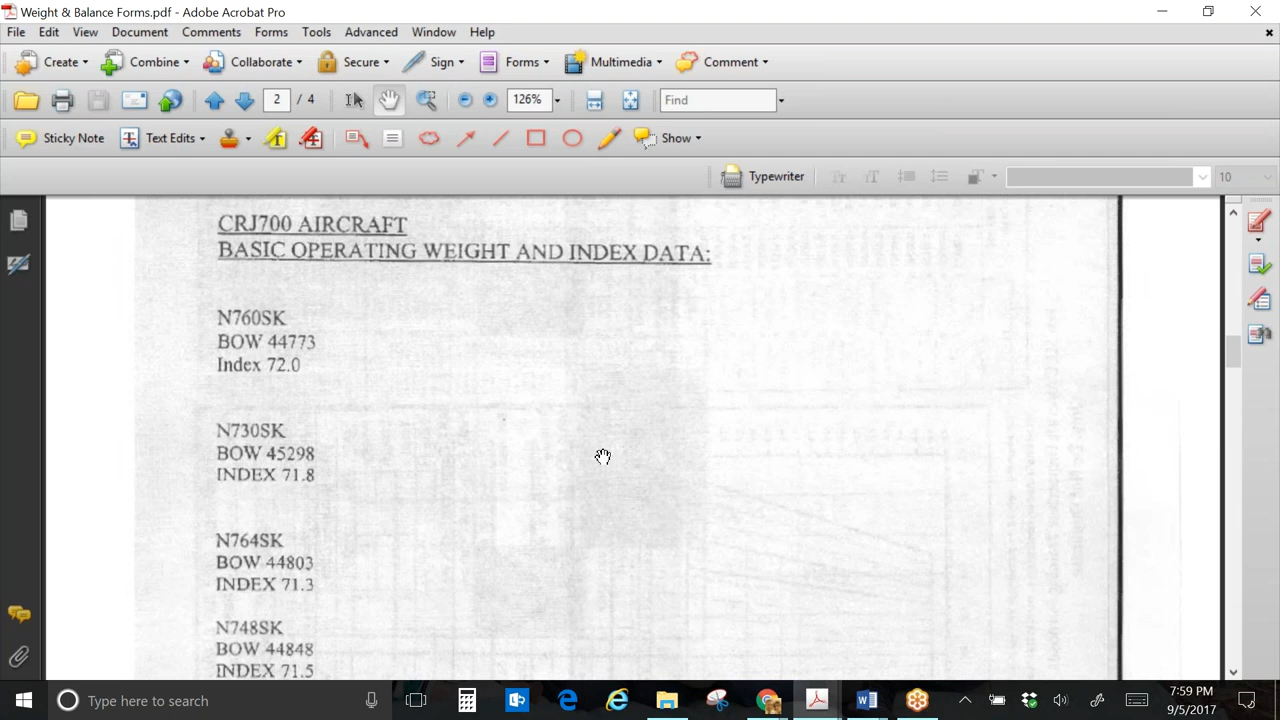 Weight & Balance Forms.pdf - Adobe Acrobat Pro
File Edit View Document Comments Forms Tools Advanced Window Help
Create Combine Collaborate Secure Sign Forms Multimedia Comment
2 / 4 126% Find
Sticky Note Text Edits Show
Typewriter Tr 10
CRJ700 AIRCRAFT
BASIC OPERATING WEIGHT AND INDEX DATA:
N760SK
BOW 44773
Index 72.0
N730SK
BOW 45298
INDEX 71.8
N764SK
BOW 44803
INDEX 71.3
N748SK
BOW 44848
INDEX 71.5
Type here to search
7:59 PM
9/5/2017